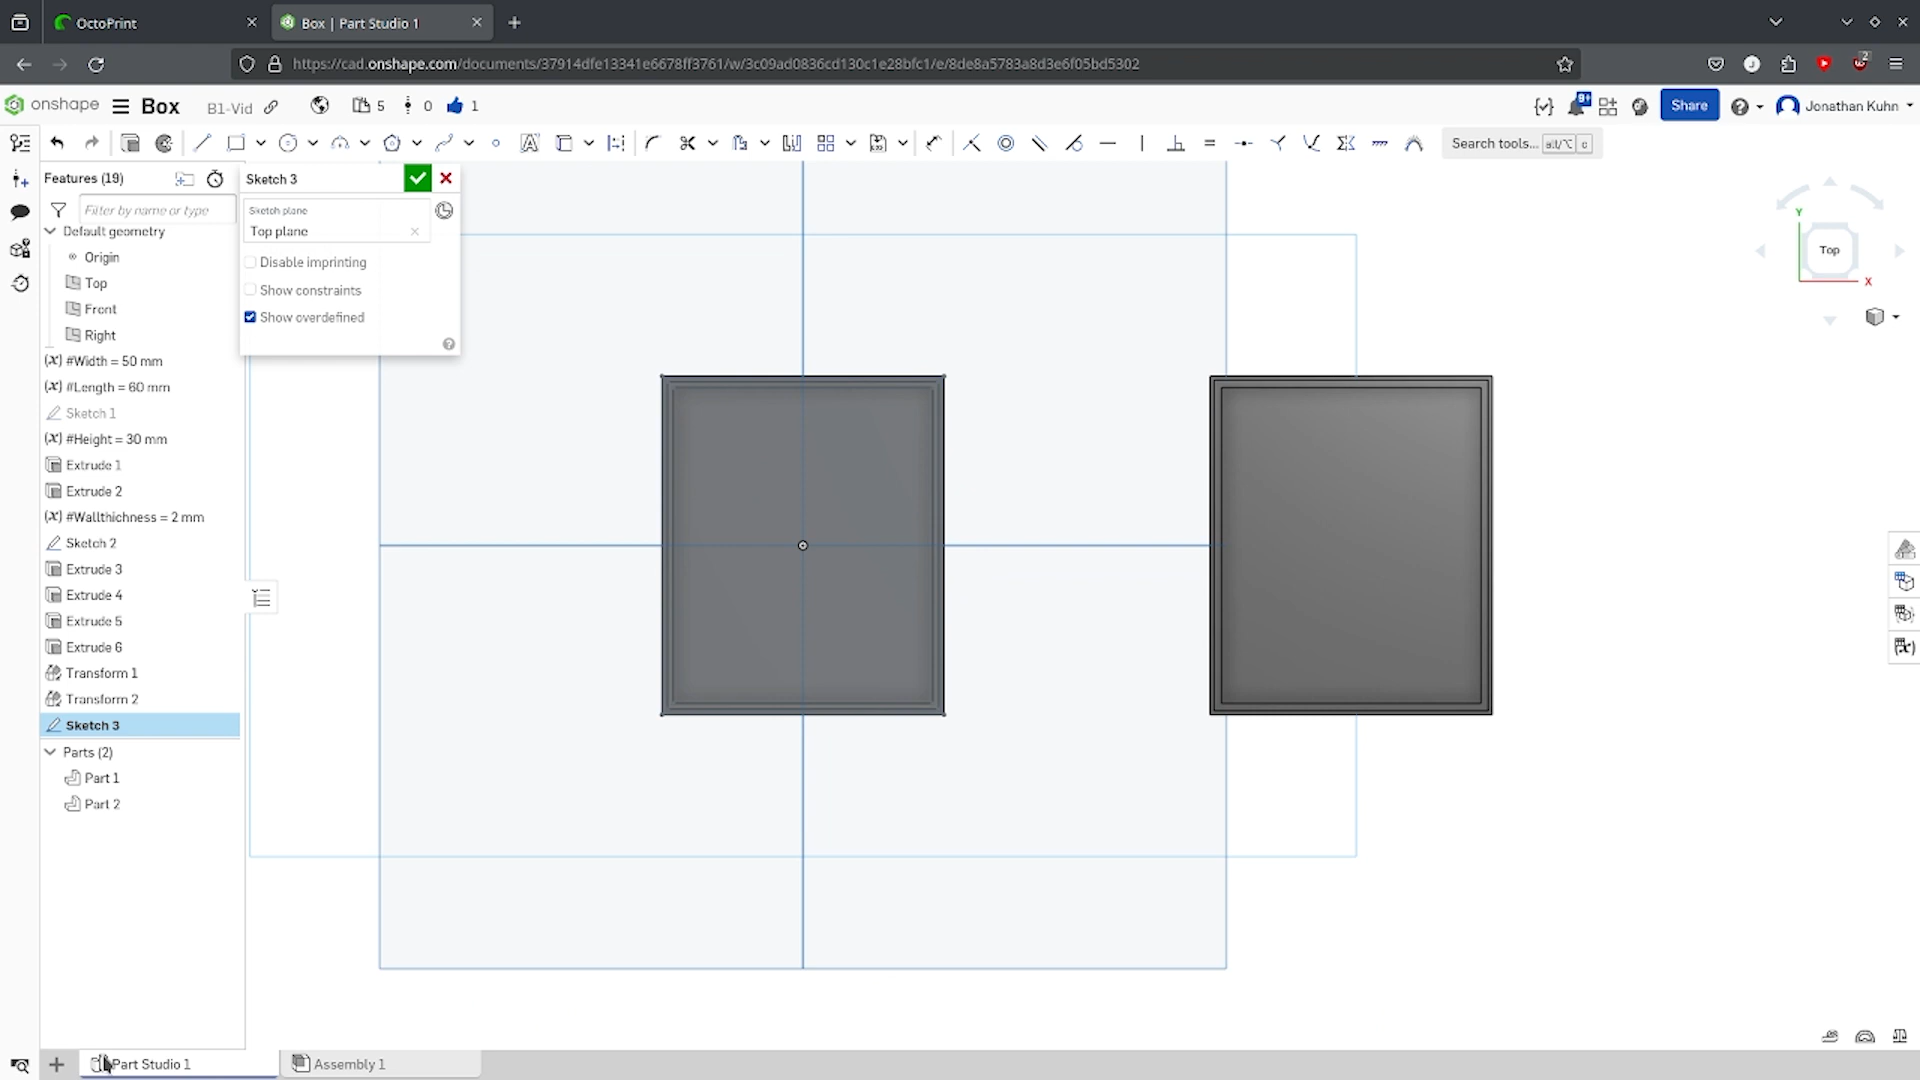 OctoPrint
Box | Part Studio 1
https://cad.onshape.com/documents/37914dfe13341e6678ff3761/w/3c09ad0836cd130c1e28bfc1/e/8de8a5783a8d3e6f05bd5302
2
onshape
Box
B1-Vid
5
0
1
9+
Share
Jonathan Kuhn
Search tools...
alt/⌥
c
Features (19)
Filter by name or type
Default geometry
Origin
Top
Front
Right
(x) #Width = 50 mm
(x) #Length = 60 mm
Sketch 1
(x) #Height = 30 mm
Extrude 1
Extrude 2
(x) #Wallthichness = 2 mm
Sketch 2
Extrude 3
Extrude 4
Extrude 5
Extrude 6
Transform 1
Transform 2
Sketch 3
Parts (2)
Part 1
Part 2
Sketch 3
Sketch plane
Top plane
Disable imprinting
Show constraints
Show overdefined
Y
Top
X
Part Studio 1
Assembly 1